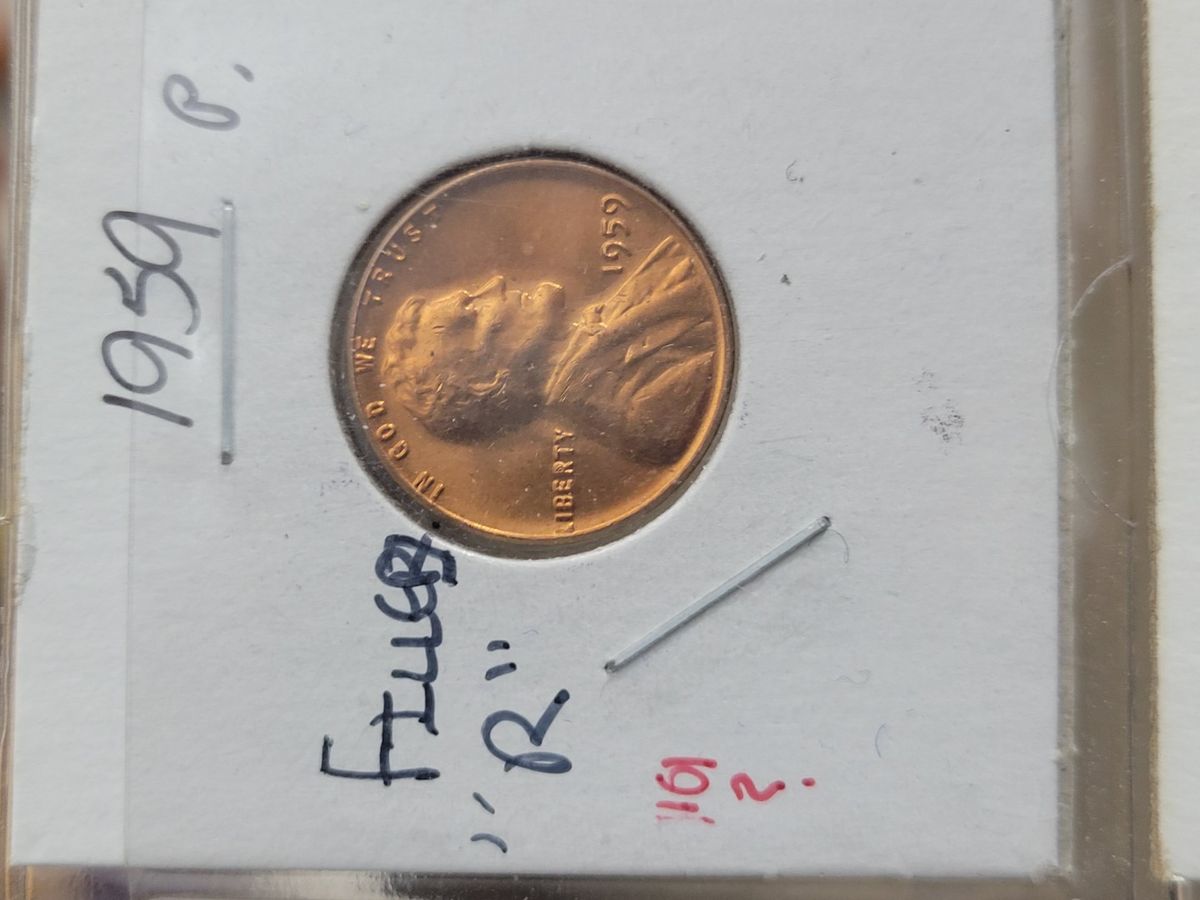 1959 P.
IN GOD WE TRUST
LIBERTY
1959
FILLED
"R"
?